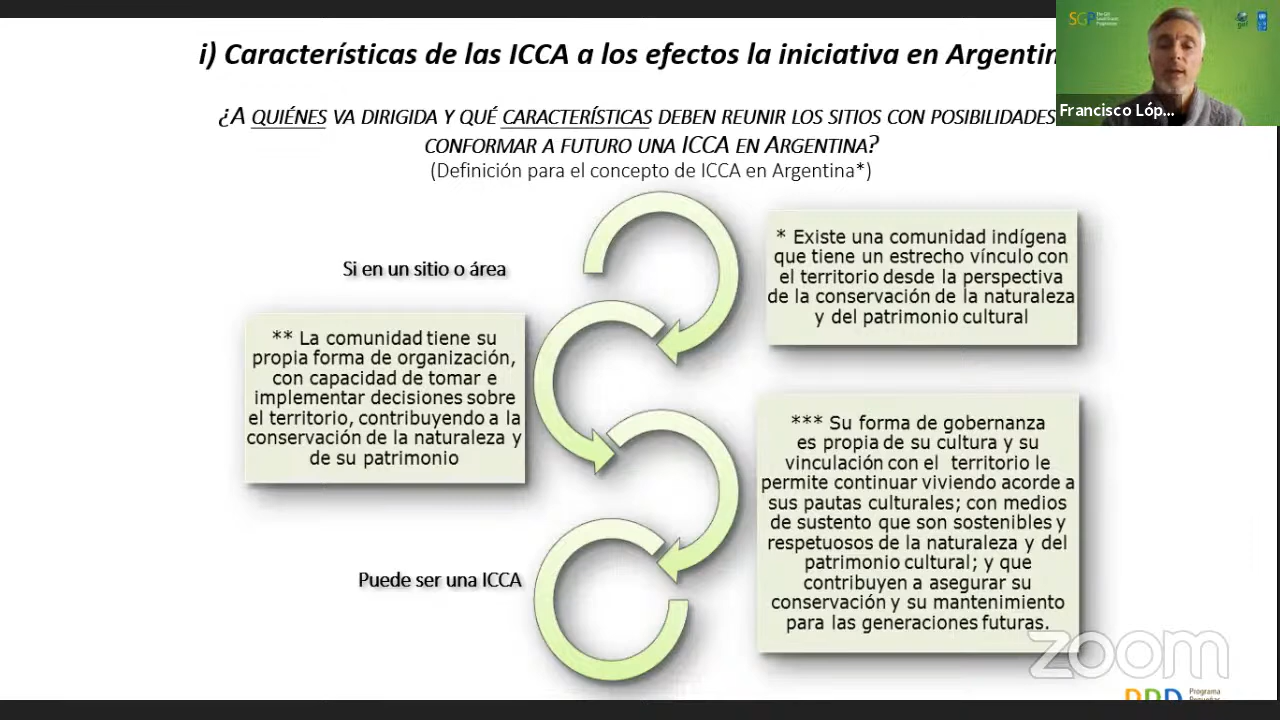 i) Características de las ICCA a los efectos la iniciativa en Argentin
¿A QUIÉNES VA DIRIGIDA Y QUÉ CARACTERÍSTICAS DEBEN REUNIR LOS SITIOS CON POSIBILIDADES
CONFORMAR A FUTURO UNA ICCA EN ARGENTINA?
(Definición para el concepto de ICCA en Argentina*)
Si en un sitio o área
* Existe una comunidad indígena
que tiene un estrecho vínculo con
el territorio desde la perspectiva
de la conservación de la naturaleza
y del patrimonio cultural
** La comunidad tiene su
propia forma de organización,
con capacidad de tomar e
implementar decisiones sobre
el territorio, contribuyendo a la
conservación de la naturaleza y
de su patrimonio
*** Su forma de gobernanza
es propia de su cultura y su
vinculación con el territorio le
permite continuar viviendo acorde a
sus pautas culturales; con medios
de sustento que son sostenibles y
respetuosos de la naturaleza y del
patrimonio cultural; y que
contribuyen a asegurar su
conservación y su mantenimiento
para las generaciones futuras.
Puede ser una ICCA
SGP
Francisco Lóp...
zoom
Programa